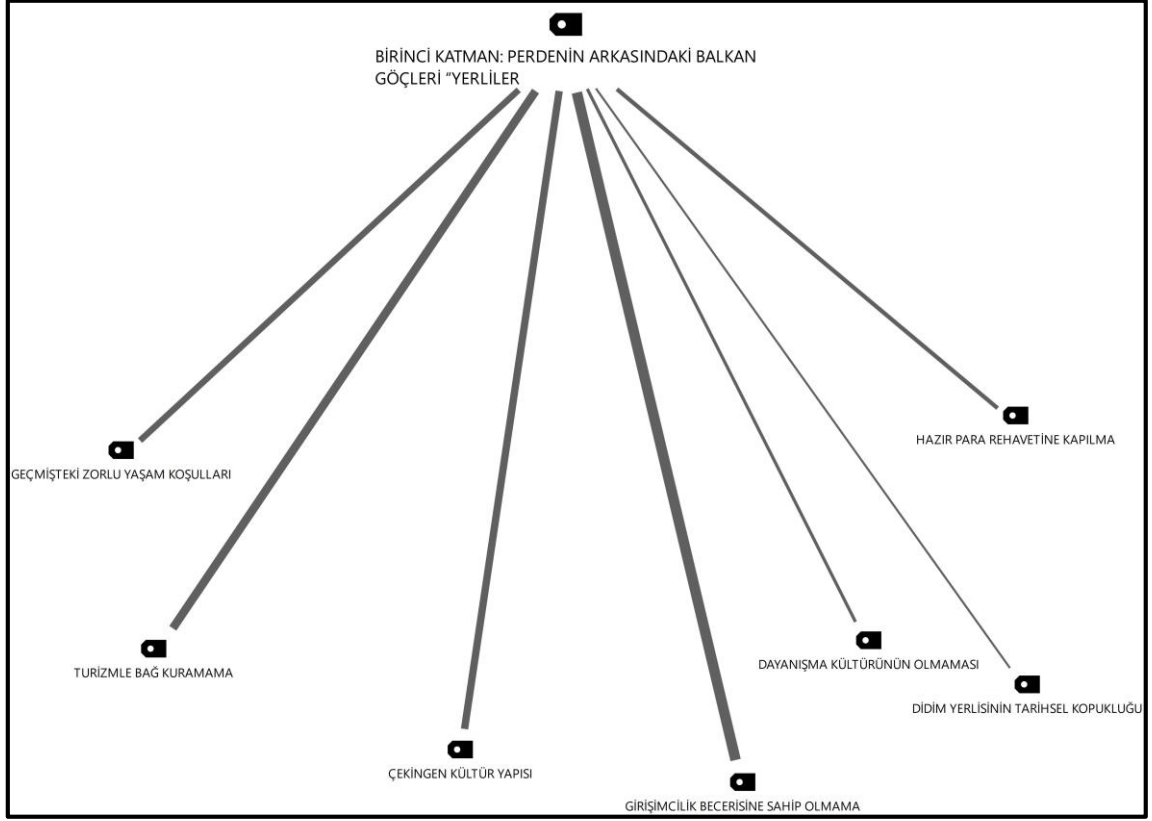 BİRİNCİ KATMAN: PERDENİN ARKASINDAKİ BALKAN
GÖÇLERİ "YERLİLER
HAZIR PARA REHAVETİNE KAPILMA
GEÇMİŞTEKİ ZORLU YAŞAM KOŞULLARI
DAYANIŞMA KÜLTÜRÜNÜN OLMAMASI
TURİZMLE BAĞ KURAMAMA
DİDİM YERLİSİNİN TARİHSEL KOPUKLUĞU
ÇEKİNGEN KÜLTÜR YAPISI
GİRİŞİMCİLİK BECERİSİNE SAHİP OLMAMA